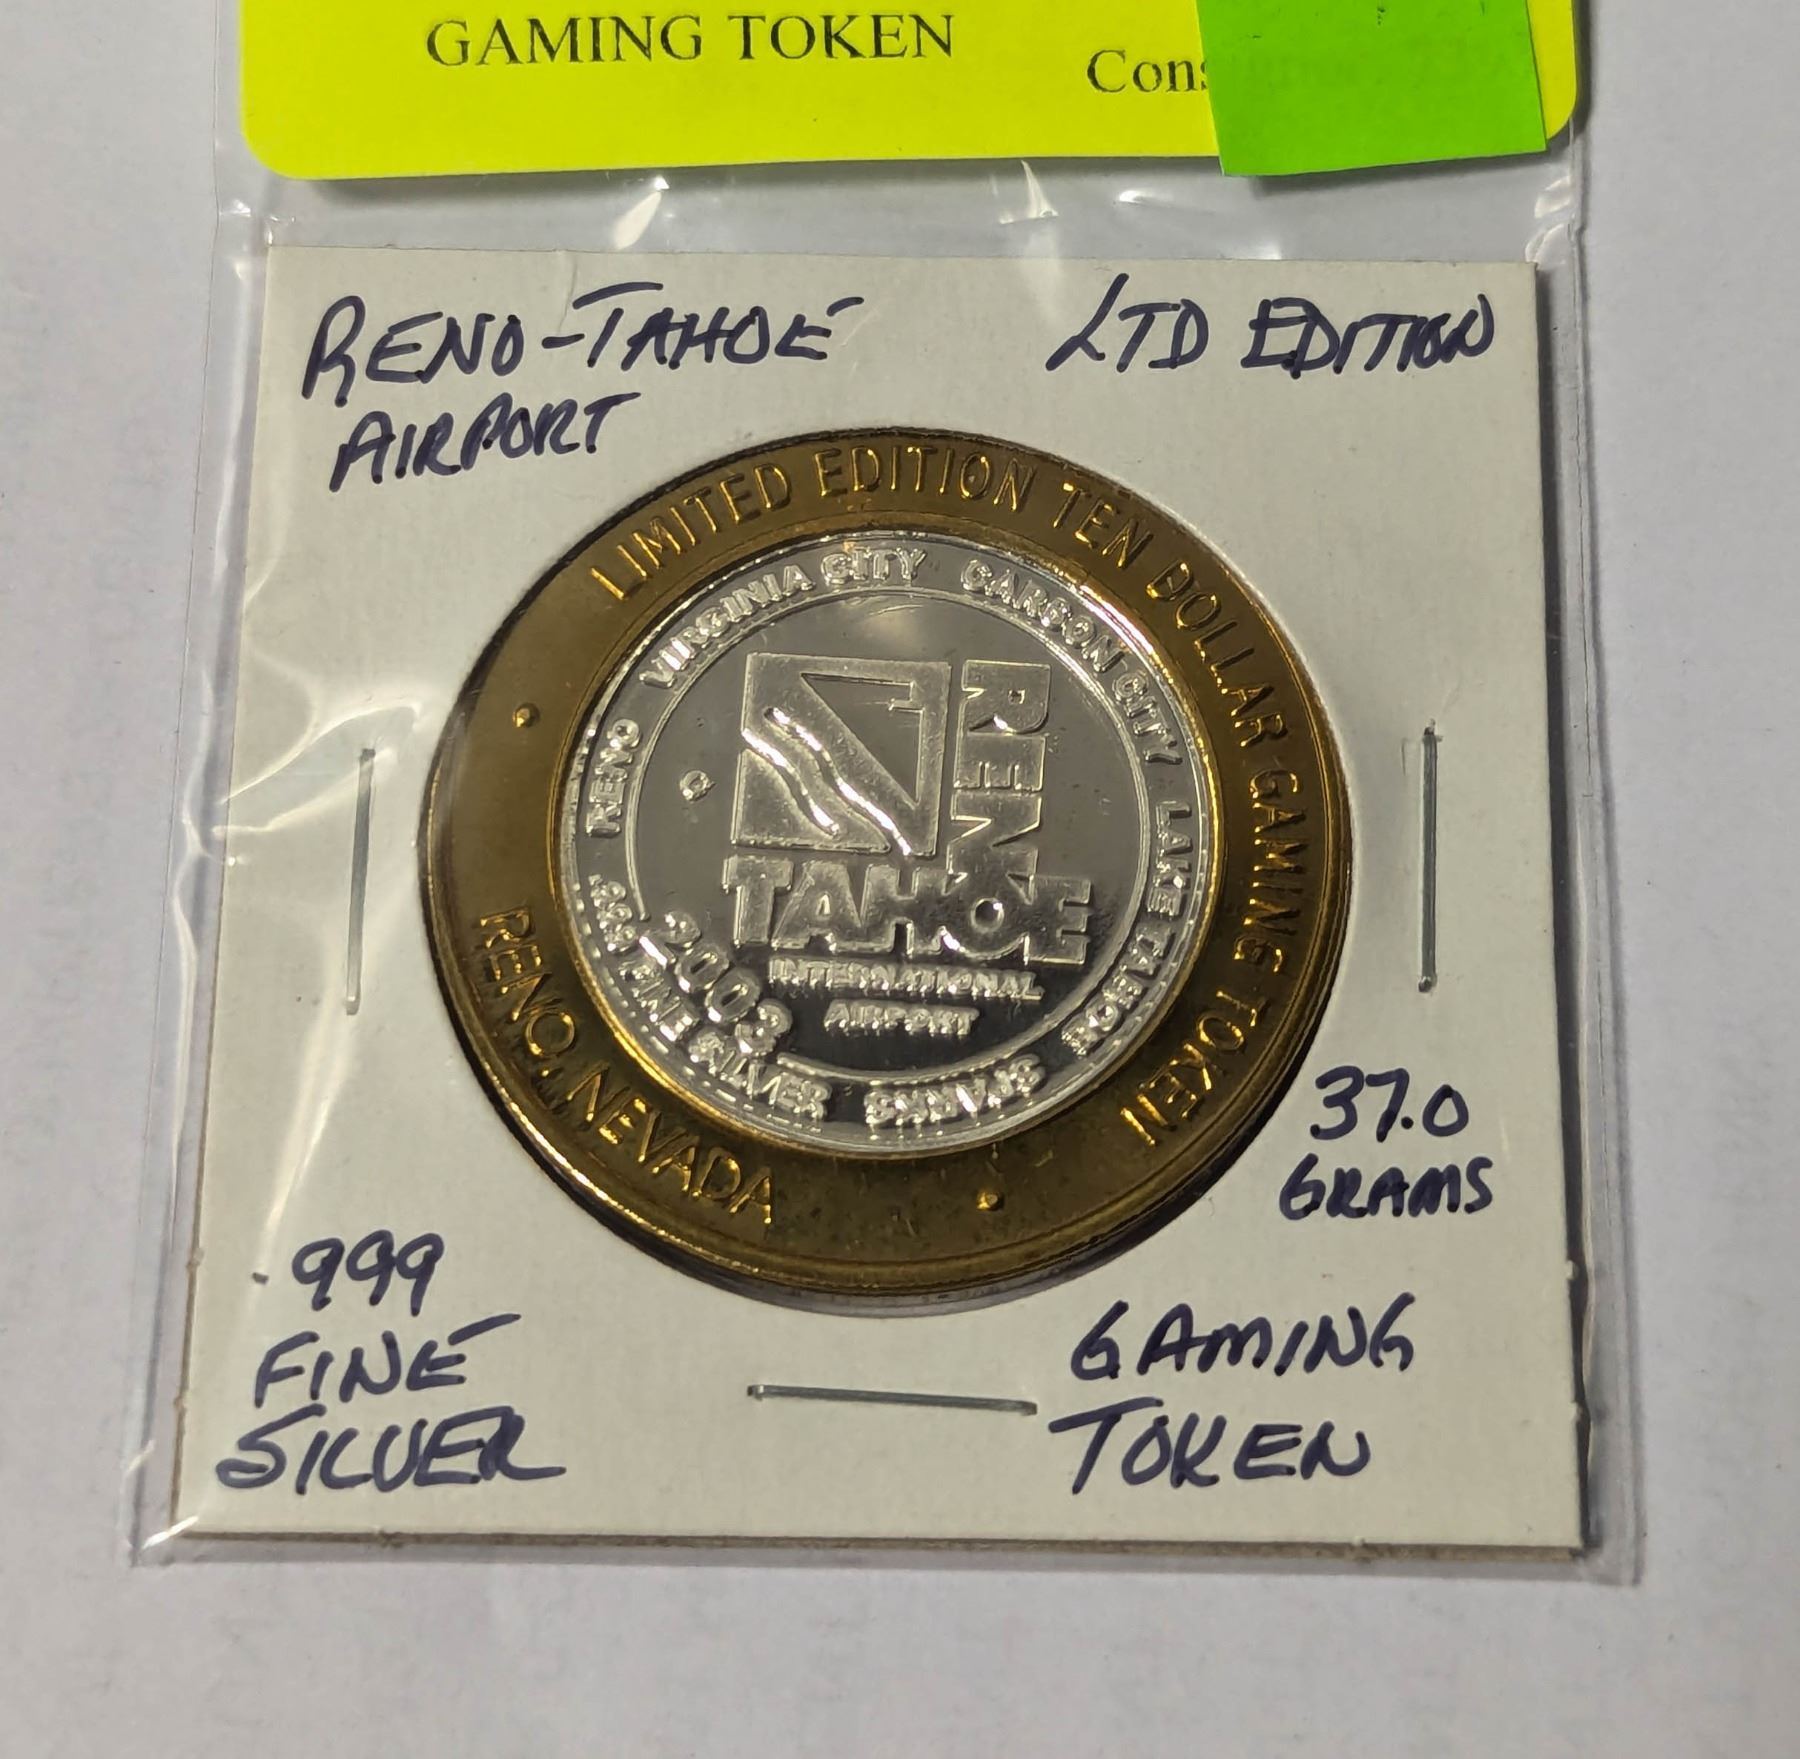 GAMING TOKEN
RENO-TAHOE
AIRPORT
LTD EDITION
LIMITED EDITION TEN DOLLAR GAMING TOKEN
RENO, NEVADA
RENO VIRGINIA CITY CARSON CITY LAKE TAHOE SPARKS
.999 FINE SILVER
RENO
TAHOE
INTERNATIONAL
AIRPORT
2003
37.0
GRAMS
.999
FINE
SILVER
GAMING
TOKEN